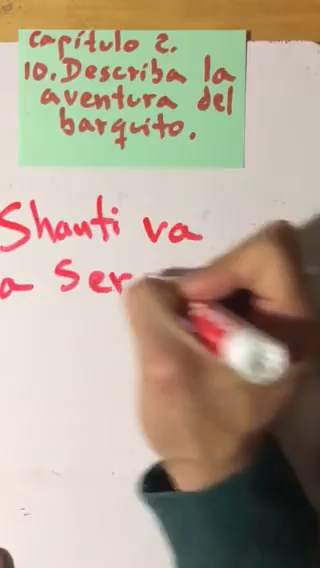 capítulo 2.
10. Describa la
aventura del
barquito.
Shanti va
a ser